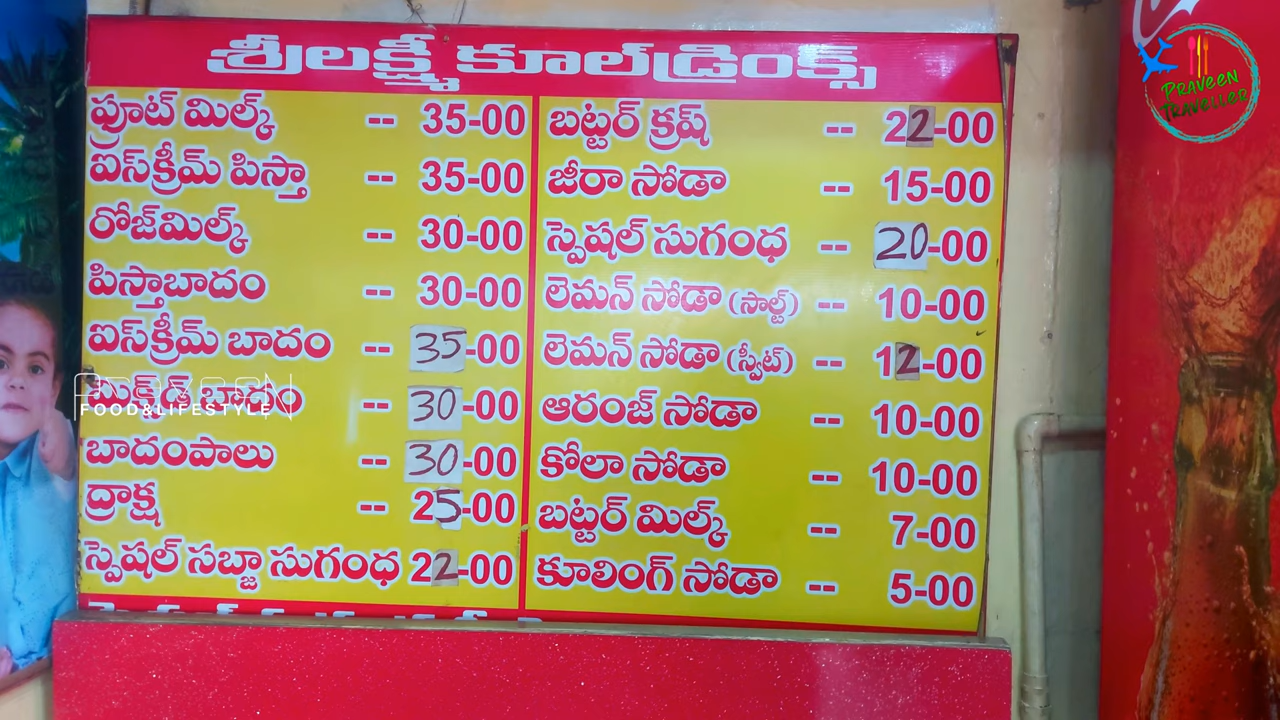 శ్రీలక్ష్మీ కూల్‌డ్రింక్స్
ఫ్రూట్ మిల్క్ -- 35-00
ఐస్‌క్రీమ్ పిస్తా -- 35-00
రోజ్‌మిల్క్ -- 30-00
పిస్తాబాదం -- 30-00
ఐస్‌క్రీమ్ బాదం -- 35-00
మిక్స్‌డ్ బాదం -- 30-00
బాదంపాలు -- 30-00
ద్రాక్ష -- 25-00
స్పెషల్ సబ్జా సుగంధ 22-00
బట్టర్ క్రష్ -- 22-00
జీరా సోడా -- 15-00
స్పెషల్ సుగంధ -- 20-00
లెమన్ సోడా (సాల్ట్) -- 10-00
లెమన్ సోడా (స్వీట్) -- 12-00
ఆరంజ్ సోడా -- 10-00
కోలా సోడా -- 10-00
బట్టర్ మిల్క్ -- 7-00
కూలింగ్ సోడా -- 5-00
PRAVEEN
FOOD&LIFESTYLE
PRAVEEN
TRAVELLER